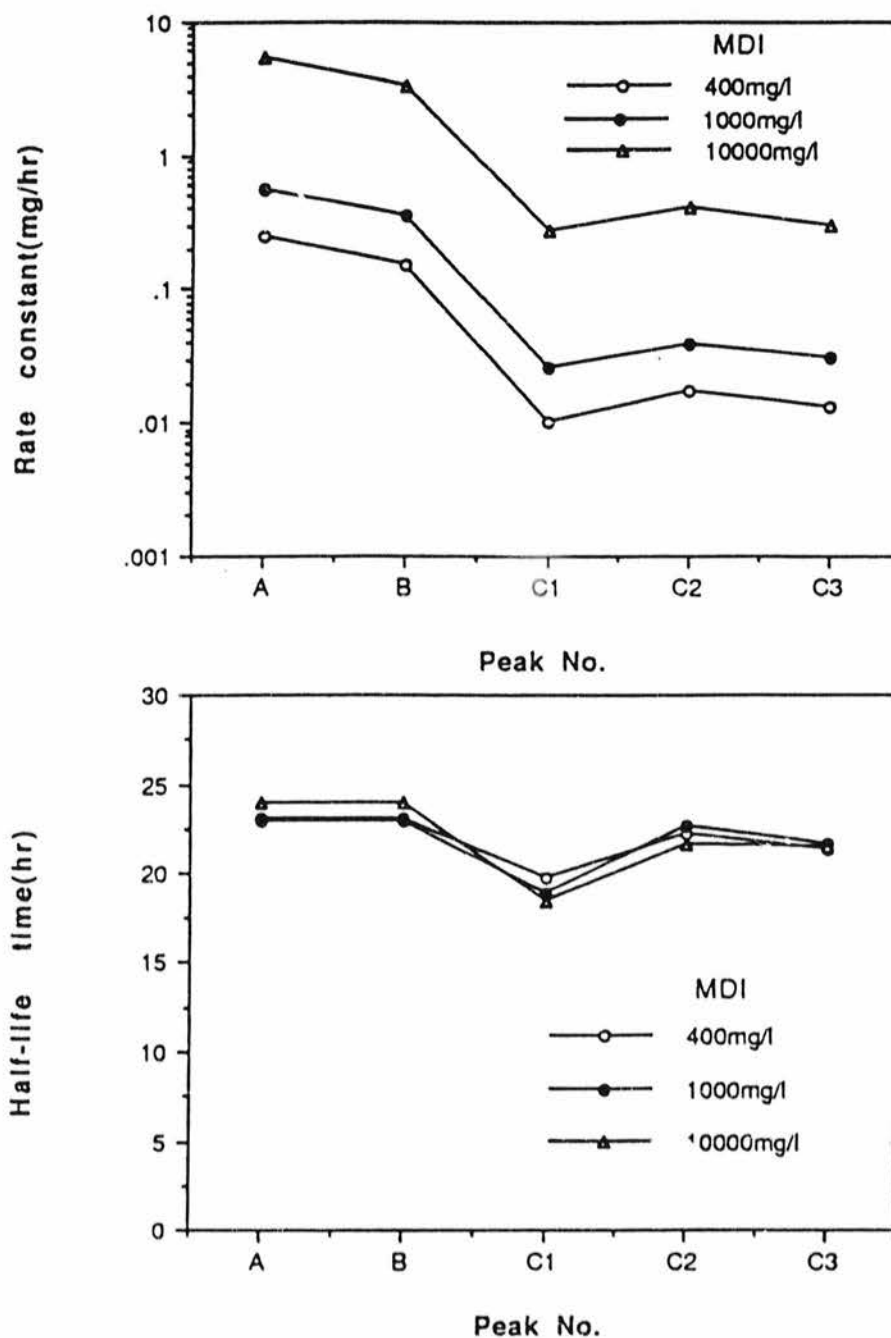 10
1
.1
.01
.001
Rate constant(mg/hr)
MDI
400mg/l
1000mg/l
10000mg/l
A B C1 C2 C3
Peak No.
30
25
20
15
10
5
0
Half-life time(hr)
MDI
400mg/l
1000mg/l
10000mg/l
A B C1 C2 C3
Peak No.